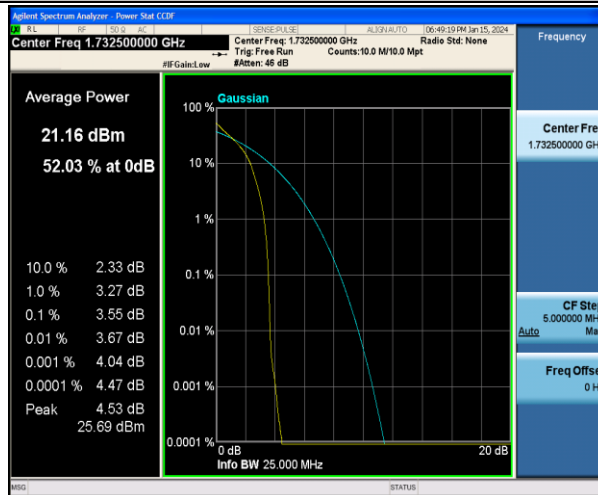 Agilent Spectrum Analyzer - Power Stat CCDF
RL RF 50 Ω AC SENSE:PULSE ALIGNAUTO 06:49:19 PM Jan 15, 2024
Center Freq 1.732500000 GHz
Center Freq: 1.732500000 GHz Radio Std: None
Trig: Free Run Counts:10.0 M/10.0 Mpt
#IFGain:Low #Atten: 46 dB
Frequency
Average Power
21.16 dBm
52.03 % at 0dB
10.0 % 2.33 dB
1.0 % 3.27 dB
0.1 % 3.55 dB
0.01 % 3.67 dB
0.001 % 4.04 dB
0.0001 % 4.47 dB
Peak 4.53 dB
25.69 dBm
Gaussian
100 %
10 %
1 %
0.1 %
0.01 %
0.001 %
0.0001 %
0 dB 20 dB
Info BW 25.000 MHz
Center Fre
1.732500000 GH
CF Ste
5.000000 MH
Auto Ma
Freq Offse
0 H
MSG STATUS